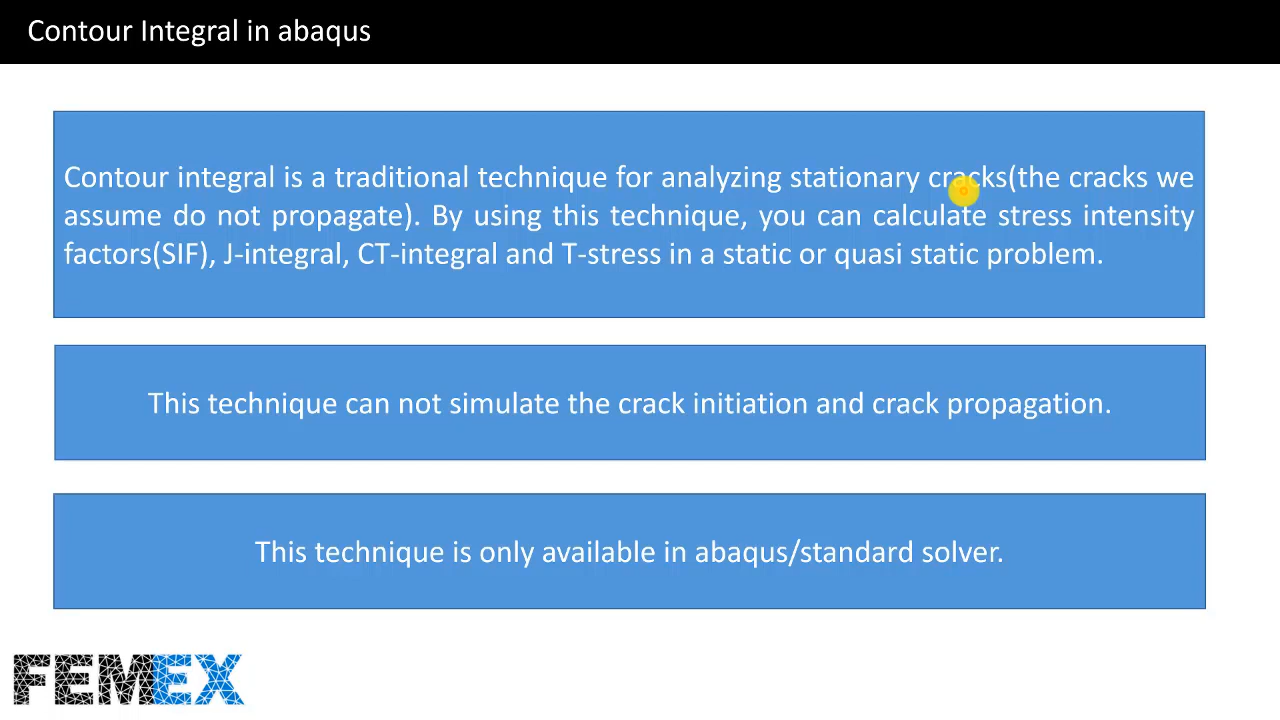 Contour Integral in abaqus
Contour integral is a traditional technique for analyzing stationary cracks(the cracks we
assume do not propagate). By using this technique, you can calculate stress intensity
factors(SIF), J-integral, CT-integral and T-stress in a static or quasi static problem.
This technique can not simulate the crack initiation and crack propagation.
This technique is only available in abaqus/standard solver.
FEMEX